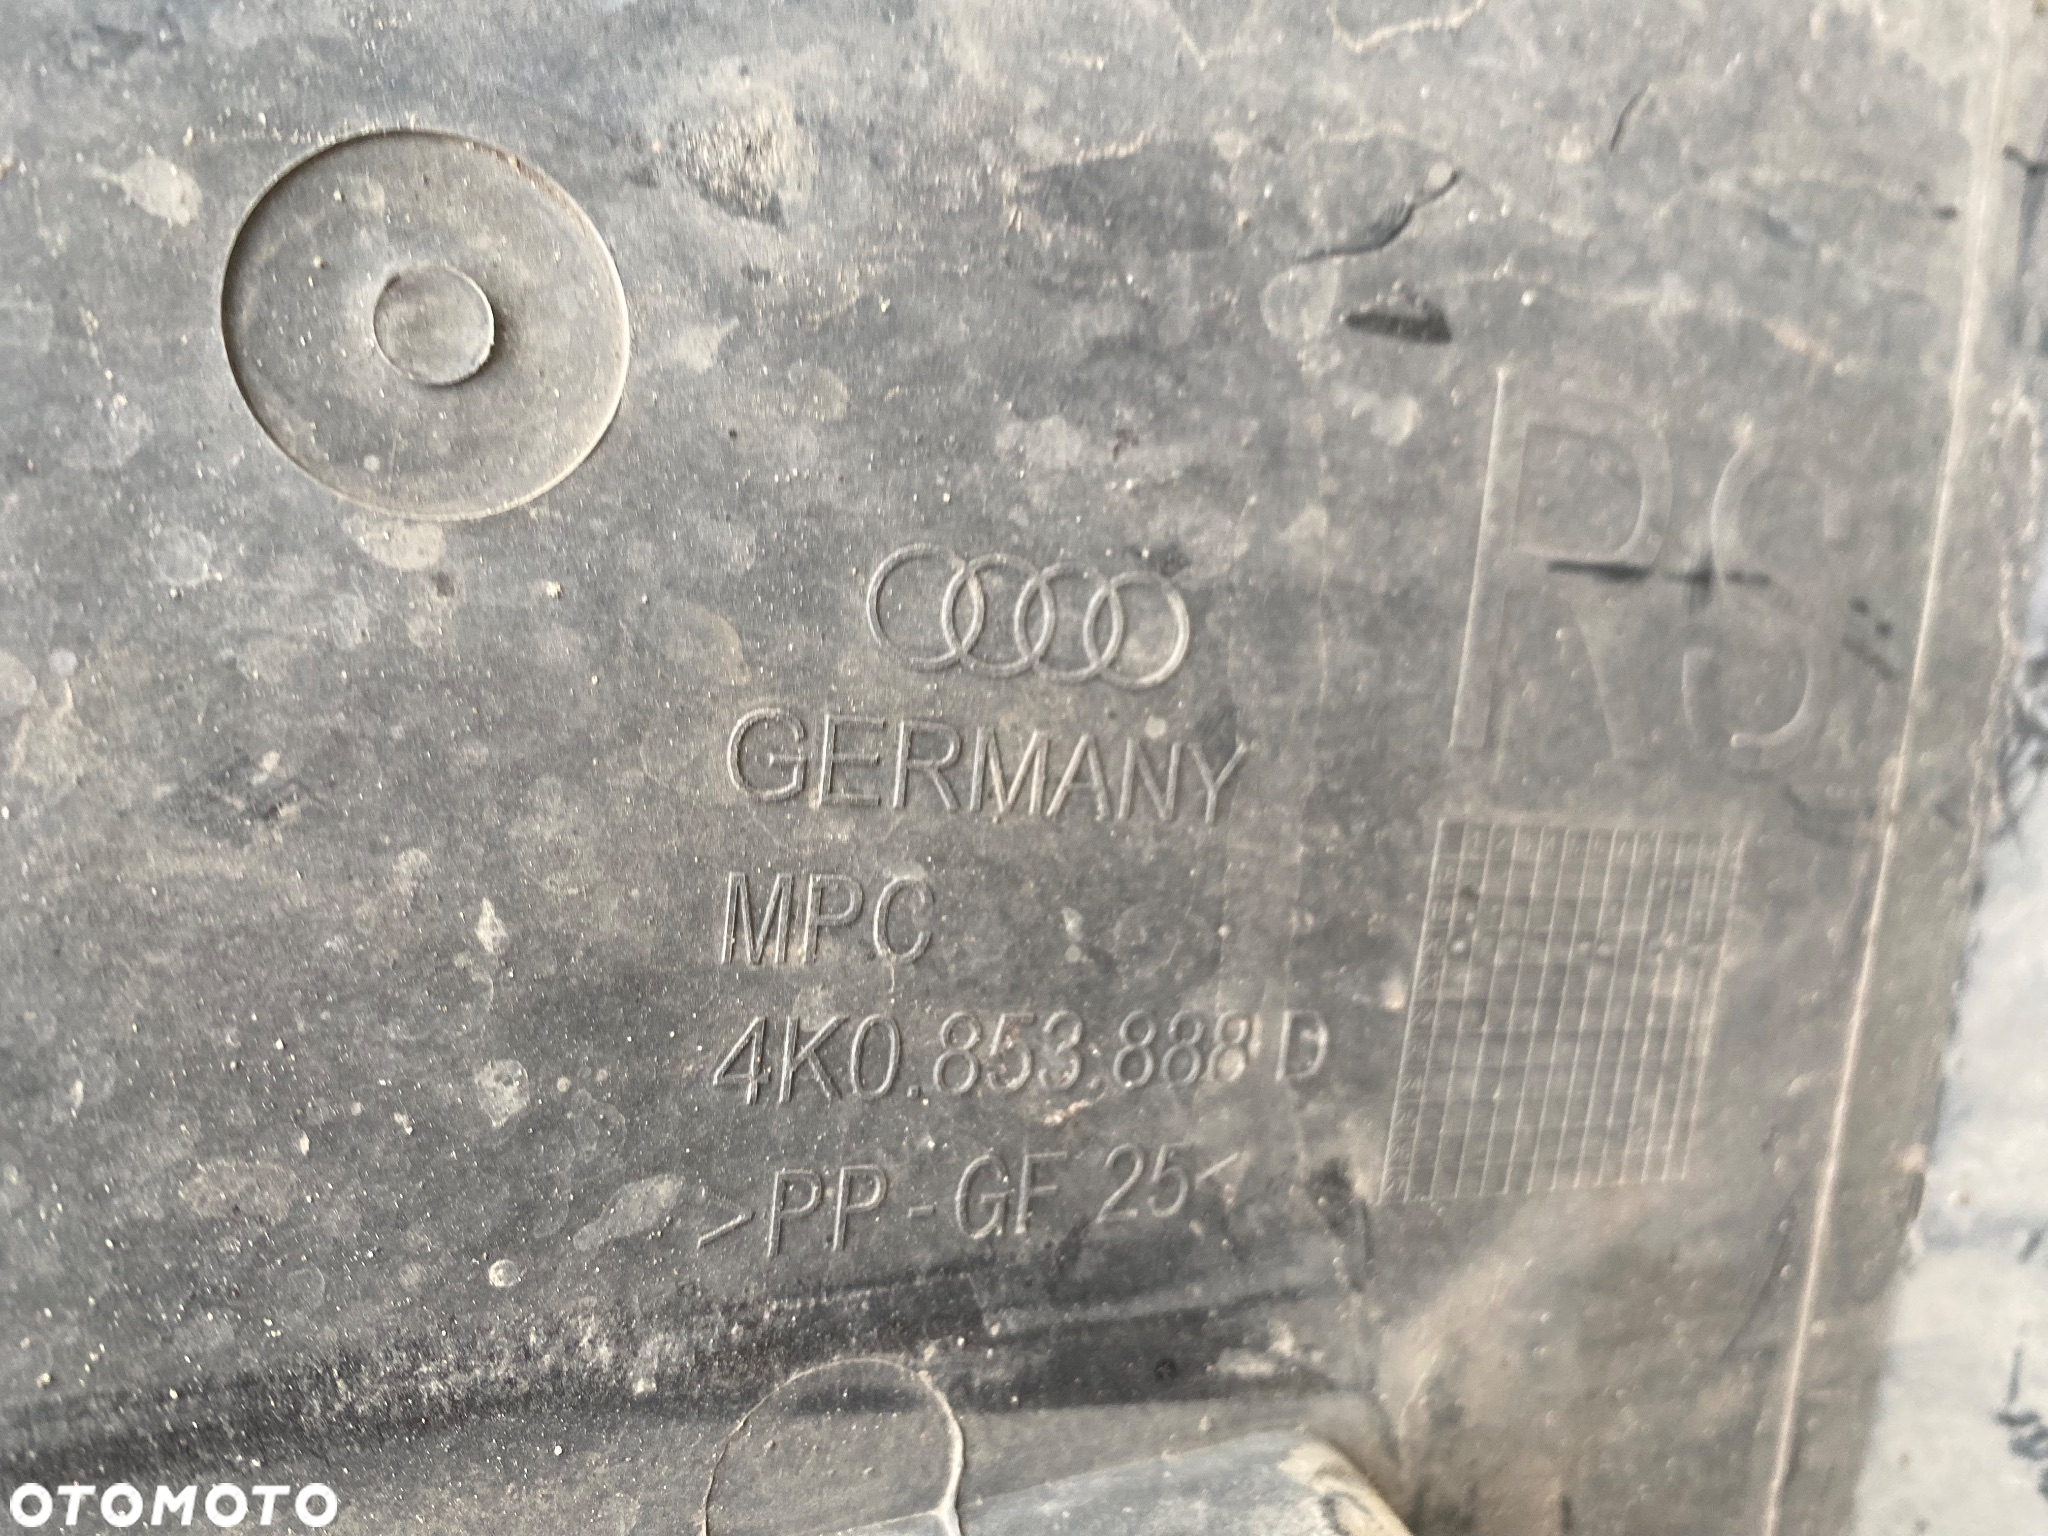 RS
GERMANY
MPC
4K0.853.888 D
>PP-GF 25<
OTOMOTO